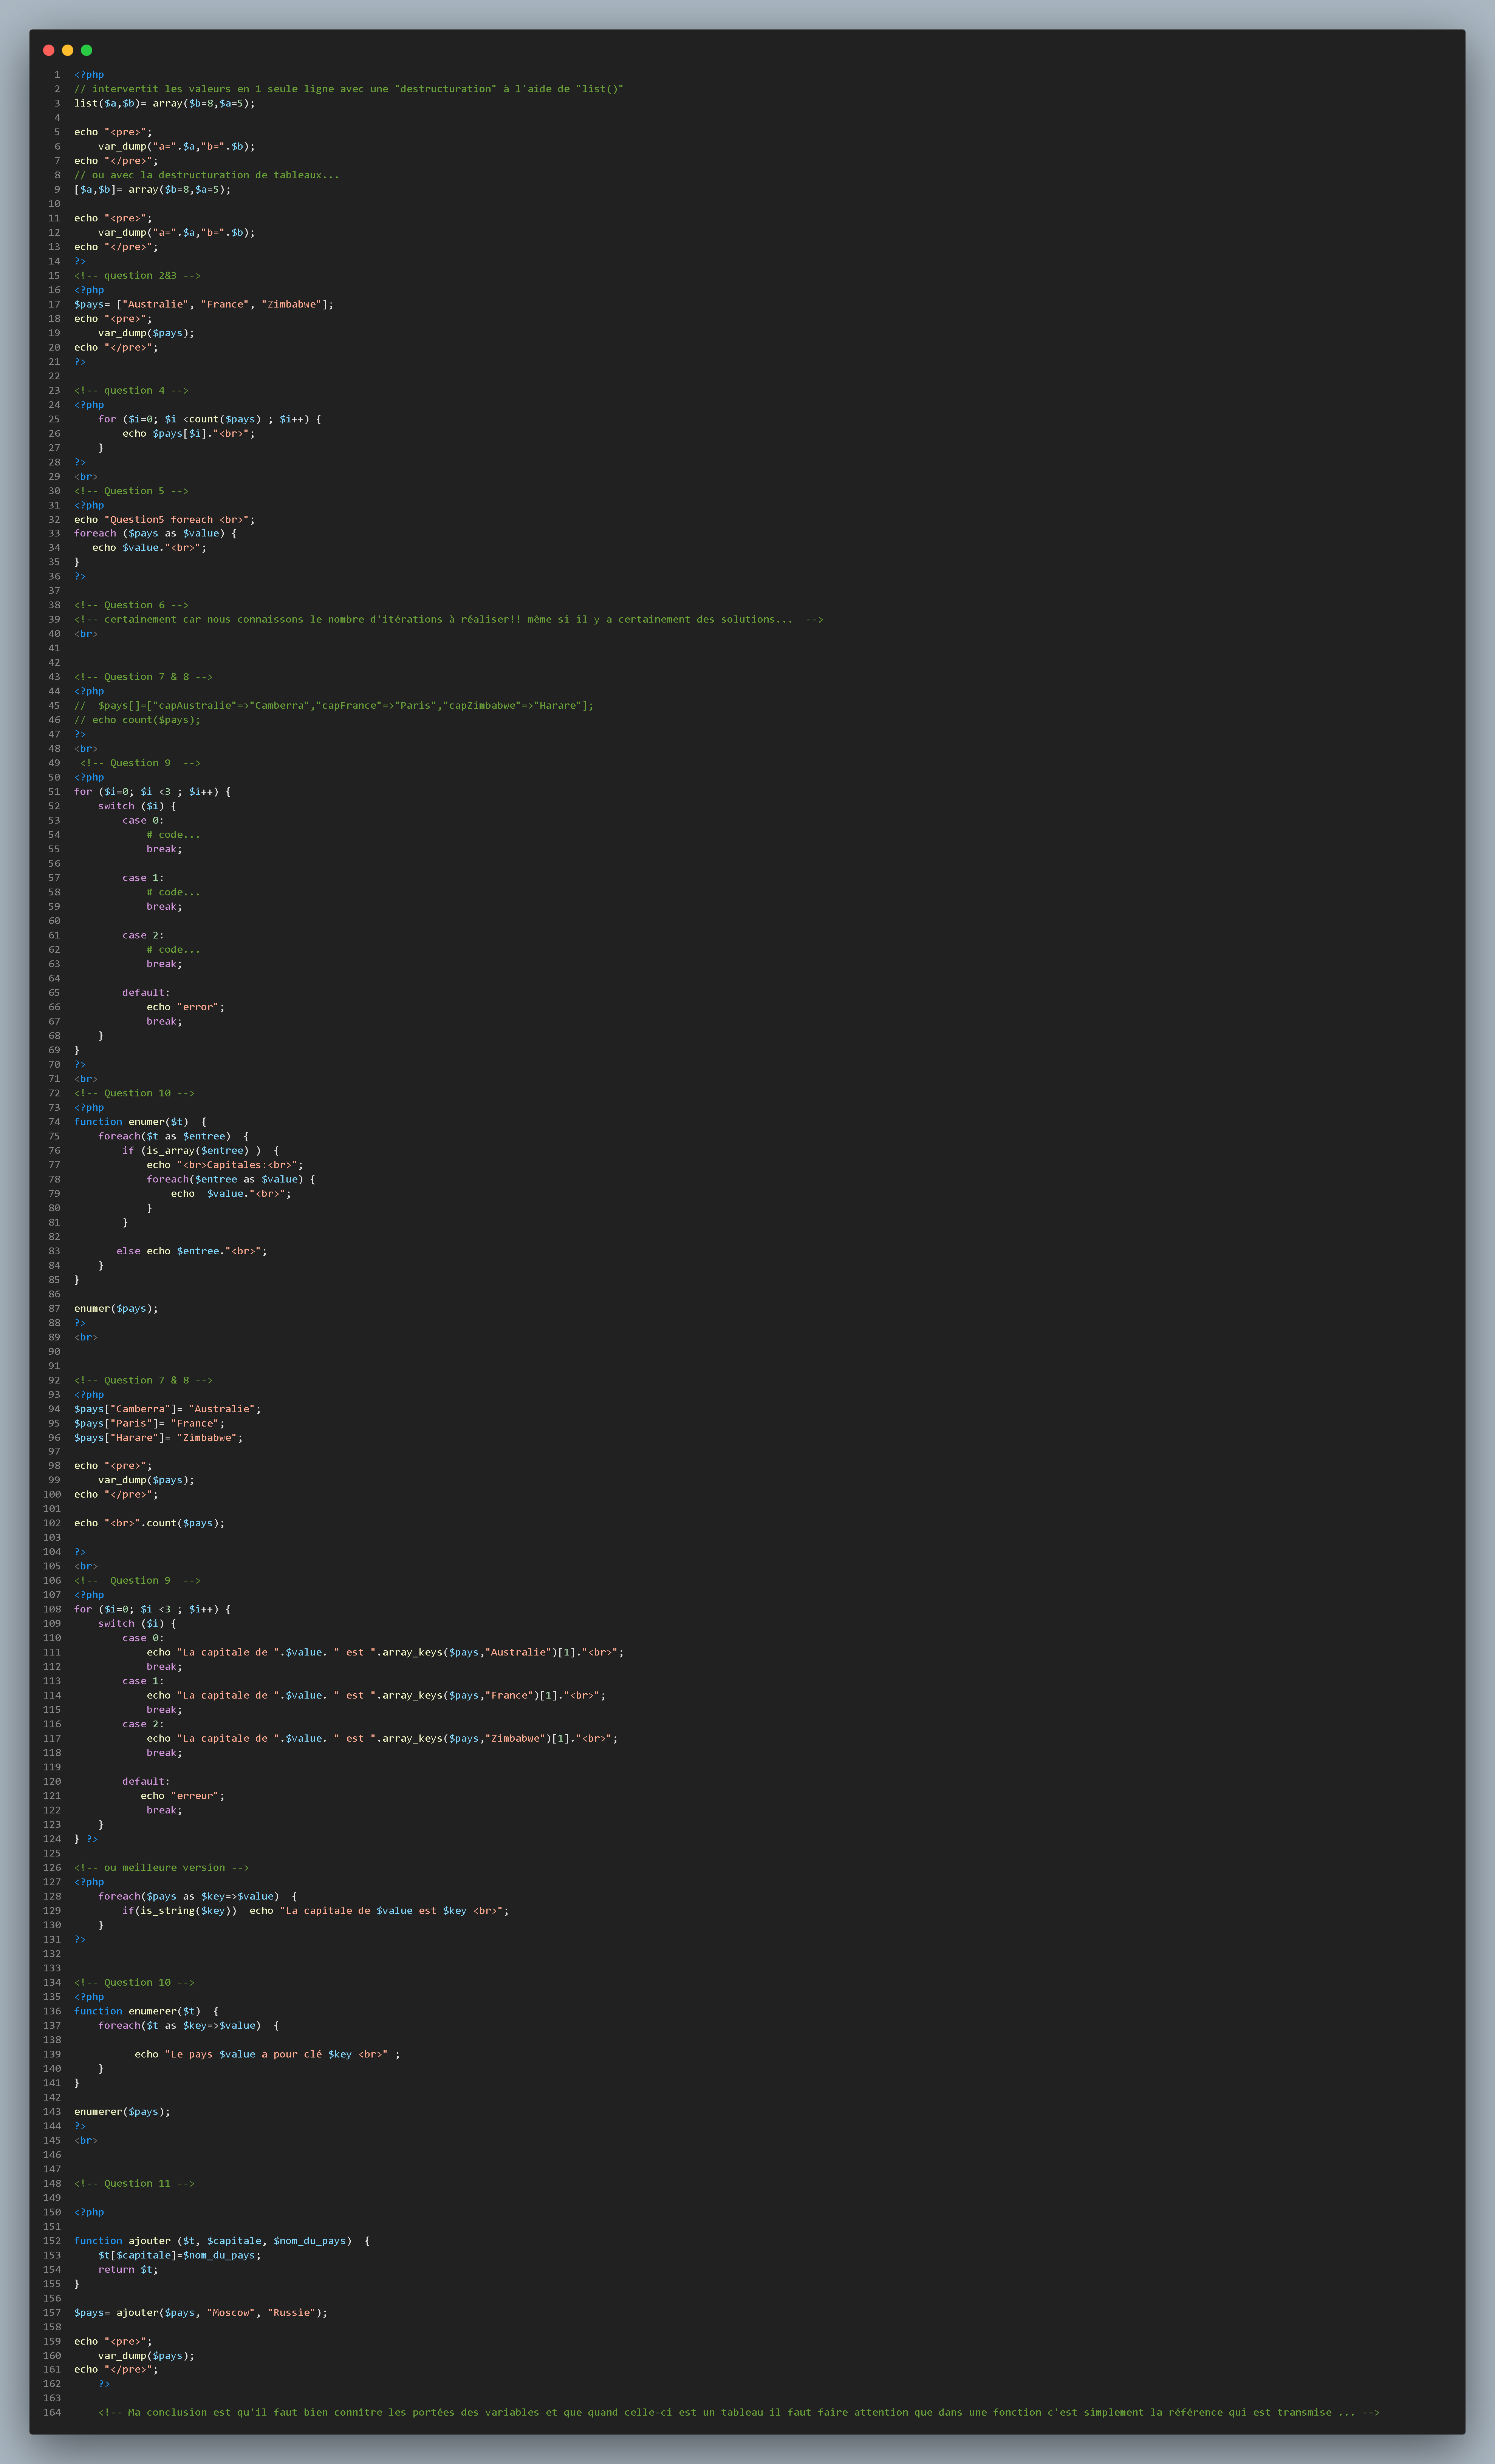 1 <?php
2 // intervertit les valeurs en 1 seule ligne avec une "destructuration" à l'aide de "list()"
3 list($a,$b)= array($b=8,$a=5);
4
5 echo "<pre>";
6     var_dump("a=".$a,"b=".$b);
7 echo "</pre>";
8 // ou avec la destructuration de tableaux...
9 [$a,$b]= array($b=8,$a=5);
10
11 echo "<pre>";
12     var_dump("a=".$a,"b=".$b);
13 echo "</pre>";
14 ?>
15 <!-- question 2&3 -->
16 <?php
17 $pays= ["Australie", "France", "Zimbabwe"];
18 echo "<pre>";
19     var_dump($pays);
20 echo "</pre>";
21 ?>
22
23 <!-- question 4 -->
24 <?php
25     for ($i=0; $i <count($pays) ; $i++) {
26         echo $pays[$i]."<br>";
27     }
28 ?>
29 <br>
30 <!-- Question 5 -->
31 <?php
32 echo "Question5 foreach <br>";
33 foreach ($pays as $value) {
34    echo $value."<br>";
35 }
36 ?>
37
38 <!-- Question 6 -->
39 <!-- certainement car nous connaissons le nombre d'itérations à réaliser!! même si il y a certainement des solutions...  -->
40 <br>
41
42
43 <!-- Question 7 & 8 -->
44 <?php
45 //  $pays[]=["capAustralie"=>"Camberra","capFrance"=>"Paris","capZimbabwe"=>"Harare"];
46 // echo count($pays);
47 ?>
48 <br>
49  <!-- Question 9  -->
50 <?php
51 for ($i=0; $i <3 ; $i++) {
52     switch ($i) {
53         case 0:
54             # code...
55             break;
56
57         case 1:
58             # code...
59             break;
60
61         case 2:
62             # code...
63             break;
64
65         default:
66             echo "error";
67             break;
68     }
69 }
70 ?>
71 <br>
72 <!-- Question 10 -->
73 <?php
74 function enumer($t)  {
75     foreach($t as $entree)  {
76         if (is_array($entree) )  {
77             echo "<br>Capitales:<br>";
78             foreach($entree as $value) {
79                 echo  $value."<br>";
80             }
81         }
82
83        else echo $entree."<br>";
84     }
85 }
86
87 enumer($pays);
88 ?>
89 <br>
90
91
92 <!-- Question 7 & 8 -->
93 <?php
94 $pays["Camberra"]= "Australie";
95 $pays["Paris"]= "France";
96 $pays["Harare"]= "Zimbabwe";
97
98 echo "<pre>";
99     var_dump($pays);
100 echo "</pre>";
101
102 echo "<br>".count($pays);
103
104 ?>
105 <br>
106 <!--  Question 9  -->
107 <?php
108 for ($i=0; $i <3 ; $i++) {
109     switch ($i) {
110         case 0:
111             echo "La capitale de ".$value. " est ".array_keys($pays,"Australie")[1]."<br>";
112             break;
113         case 1:
114             echo "La capitale de ".$value. " est ".array_keys($pays,"France")[1]."<br>";
115             break;
116         case 2:
117             echo "La capitale de ".$value. " est ".array_keys($pays,"Zimbabwe")[1]."<br>";
118             break;
119
120         default:
121            echo "erreur";
122             break;
123     }
124 } ?>
125
126 <!-- ou meilleure version -->
127 <?php
128     foreach($pays as $key=>$value)  {
129         if(is_string($key))  echo "La capitale de $value est $key <br>";
130     }
131 ?>
132
133
134 <!-- Question 10 -->
135 <?php
136 function enumerer($t)  {
137     foreach($t as $key=>$value)  {
138
139           echo "Le pays $value a pour clé $key <br>" ;
140     }
141 }
142
143 enumerer($pays);
144 ?>
145 <br>
146
147
148 <!-- Question 11 -->
149
150 <?php
151
152 function ajouter ($t, $capitale, $nom_du_pays)  {
153     $t[$capitale]=$nom_du_pays;
154     return $t;
155 }
156
157 $pays= ajouter($pays, "Moscow", "Russie");
158
159 echo "<pre>";
160     var_dump($pays);
161 echo "</pre>";
162     ?>
163
164     <!-- Ma conclusion est qu'il faut bien connître les portées des variables et que quand celle-ci est un tableau il faut faire attention que dans une fonction c'est simplement la référence qui est transmise ... -->